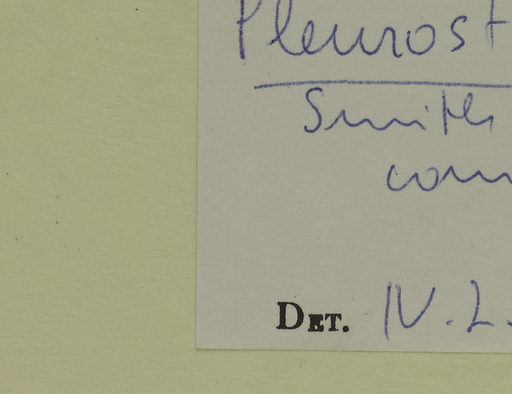 Pleurost
Smith
com
DET. N. L.